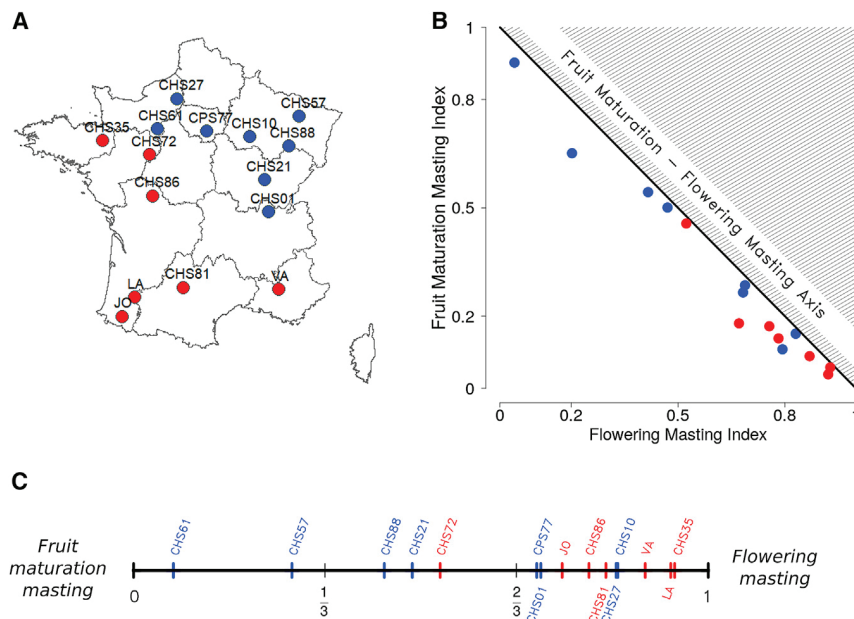 A
CHS27
CHS57
CHS61
CPS77
CHS10
CHS35
CHS88
CHS72
CHS21
CHS86
CHS01
CHS81
VA
LA
JO
B
Fruit Maturation Masting Index
1
0.8
0.5
0.2
0
Fruit Maturation – Flowering Masting Axis
0
0.2
0.5
0.8
1
Flowering Masting Index
C
Fruit
maturation
masting
CHS61
CHS57
CHS88
CHS21
CHS72
CPS77
JO
CHS86
CHS10
VA
CHS35
CHS01
CHS81
CHS27
LA
0
1
3
2
3
1
Flowering
masting